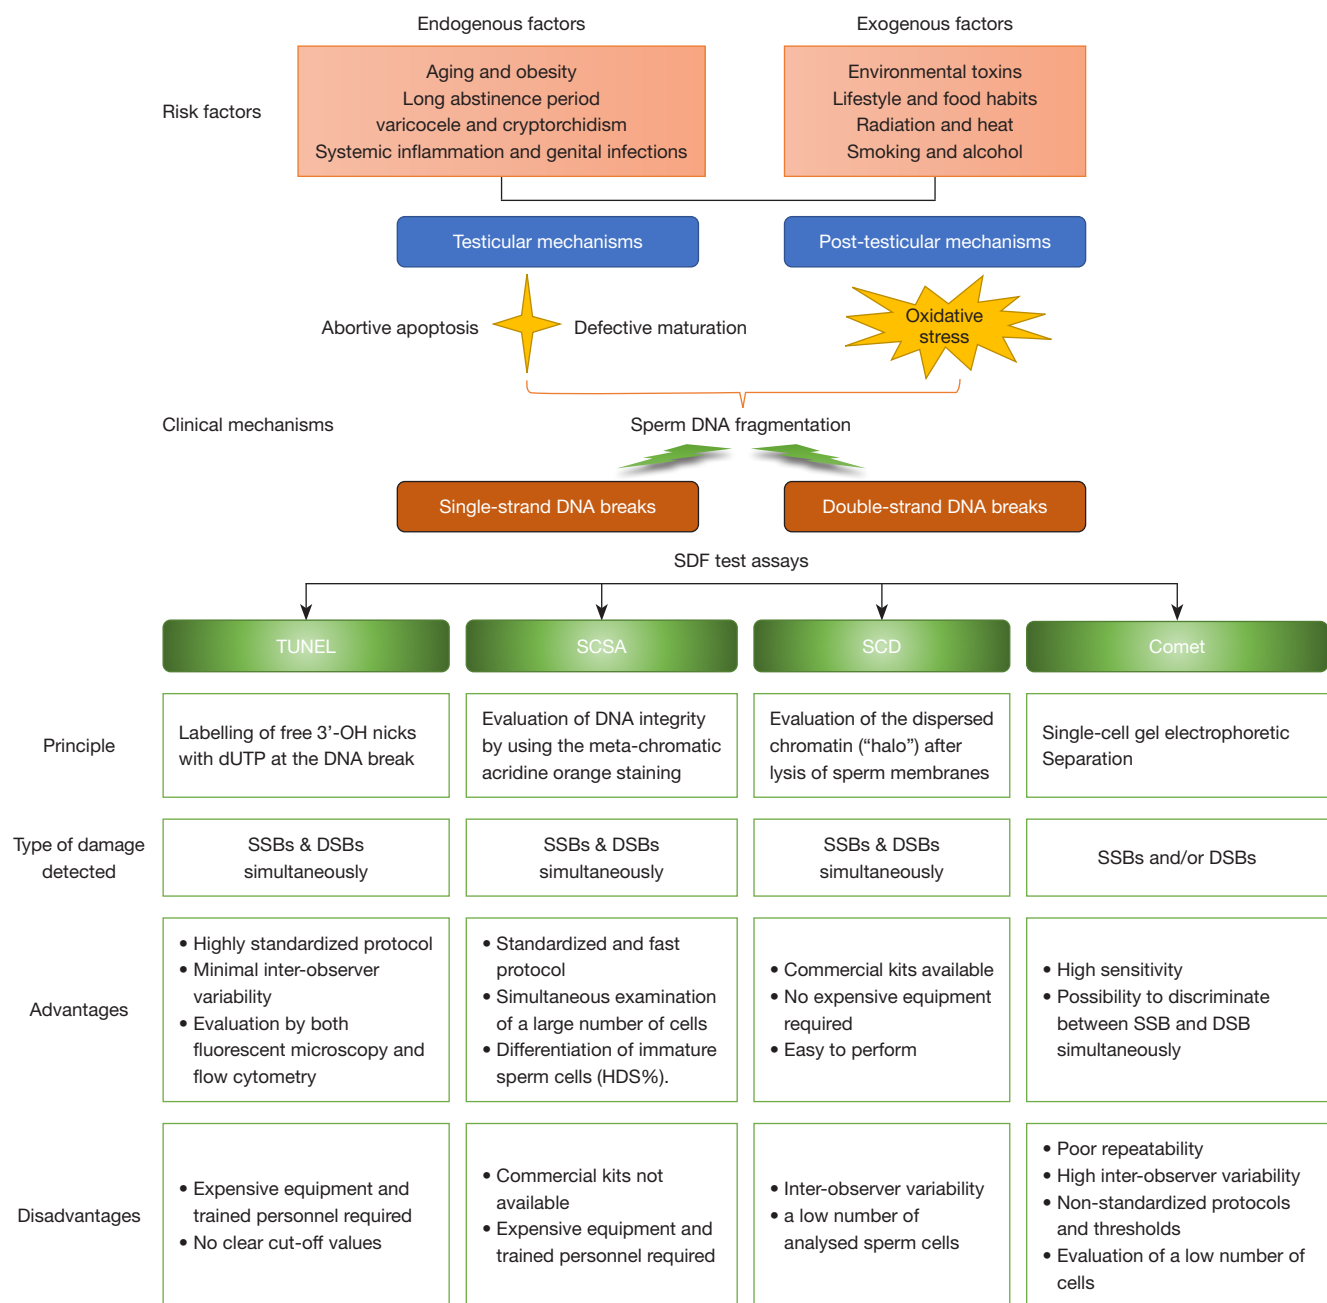 Endogenous factors
Exogenous factors
Risk factors
Aging and obesity
Long abstinence period
varicocele and cryptorchidism
Systemic inflammation and genital infections
Environmental toxins
Lifestyle and food habits
Radiation and heat
Smoking and alcohol
Testicular mechanisms
Post-testicular mechanisms
Abortive apoptosis
Defective maturation
Oxidative
stress
Clinical mechanisms
Sperm DNA fragmentation
Single-strand DNA breaks
Double-strand DNA breaks
SDF test assays
TUNEL
SCSA
SCD
Comet
Principle
Labelling of free 3’-OH nicks
with dUTP at the DNA break
Evaluation of DNA integrity
by using the meta-chromatic
acridine orange staining
Evaluation of the dispersed
chromatin (“halo”) after
lysis of sperm membranes
Single-cell gel electrophoretic
Separation
Type of damage
detected
SSBs & DSBs
simultaneously
SSBs & DSBs
simultaneously
SSBs & DSBs
simultaneously
SSBs and/or DSBs
Advantages
• Highly standardized protocol
• Minimal inter-observer
variability
• Evaluation by both
fluorescent microscopy and
flow cytometry
• Standardized and fast
protocol
• Simultaneous examination
of a large number of cells
• Differentiation of immature
sperm cells (HDS%).
• Commercial kits available
• No expensive equipment
required
• Easy to perform
• High sensitivity
• Possibility to discriminate
between SSB and DSB
simultaneously
Disadvantages
• Expensive equipment and
trained personnel required
• No clear cut-off values
• Commercial kits not
available
• Expensive equipment and
trained personnel required
• Inter-observer variability
• a low number of
analysed sperm cells
• Poor repeatability
• High inter-observer variability
• Non-standardized protocols
and thresholds
• Evaluation of a low number of
cells